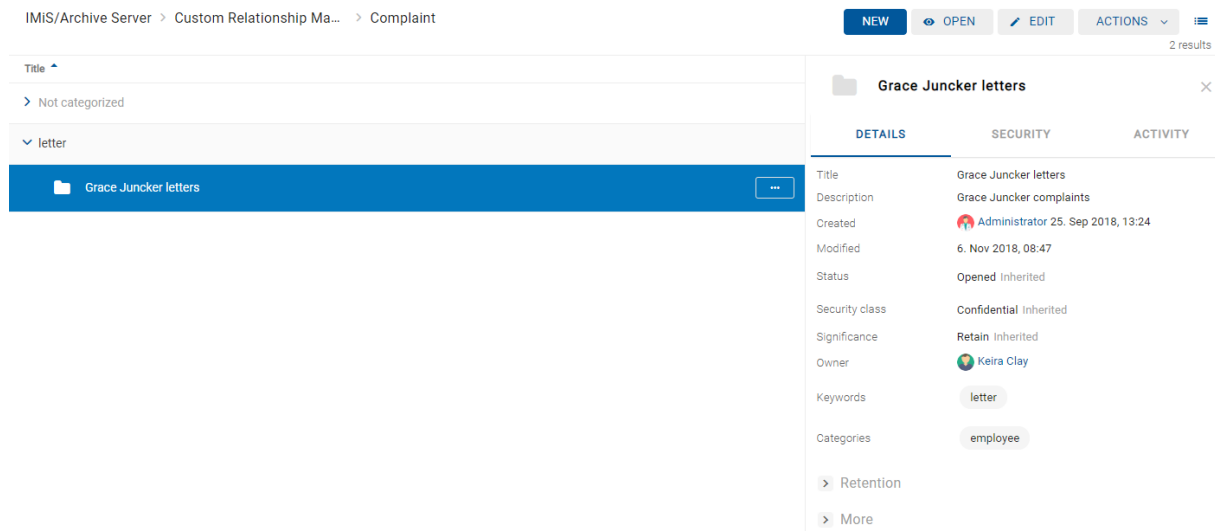 IMiS/Archive Server > Custom Relationship Ma... > Complaint
NEW OPEN EDIT ACTIONS
2 results
Title
Not categorized
letter
Grace Juncker letters
...
Grace Juncker letters
DETAILS SECURITY ACTIVITY
Title Grace Juncker letters
Description Grace Juncker complaints
Created Administrator 25. Sep 2018, 13:24
Modified 6. Nov 2018, 08:47
Status Opened Inherited
Security class Confidential Inherited
Significance Retain Inherited
Owner Keira Clay
Keywords letter
Categories employee
Retention
More